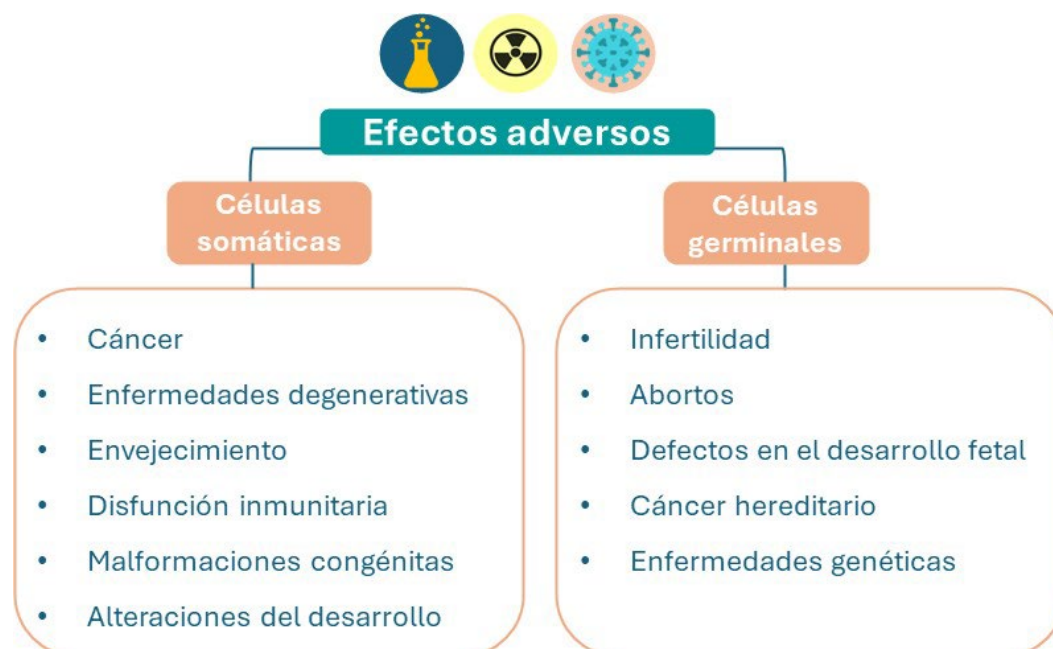 Efectos adversos
Células
somáticas
• Cáncer
• Enfermedades degenerativas
• Envejecimiento
• Disfunción inmunitaria
• Malformaciones congénitas
• Alteraciones del desarrollo
Células
germinales
• Infertilidad
• Abortos
• Defectos en el desarrollo fetal
• Cáncer hereditario
• Enfermedades genéticas